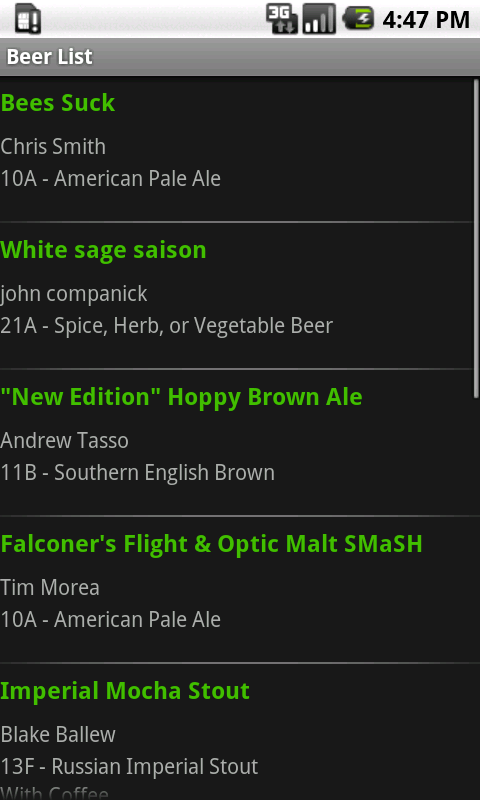 3G
4:47 PM
Beer List
Bees Suck
Chris Smith
10A - American Pale Ale
White sage saison
john companick
21A - Spice, Herb, or Vegetable Beer
"New Edition" Hoppy Brown Ale
Andrew Tasso
11B - Southern English Brown
Falconer's Flight & Optic Malt SMaSH
Tim Morea
10A - American Pale Ale
Imperial Mocha Stout
Blake Ballew
13F - Russian Imperial Stout
With Coffee